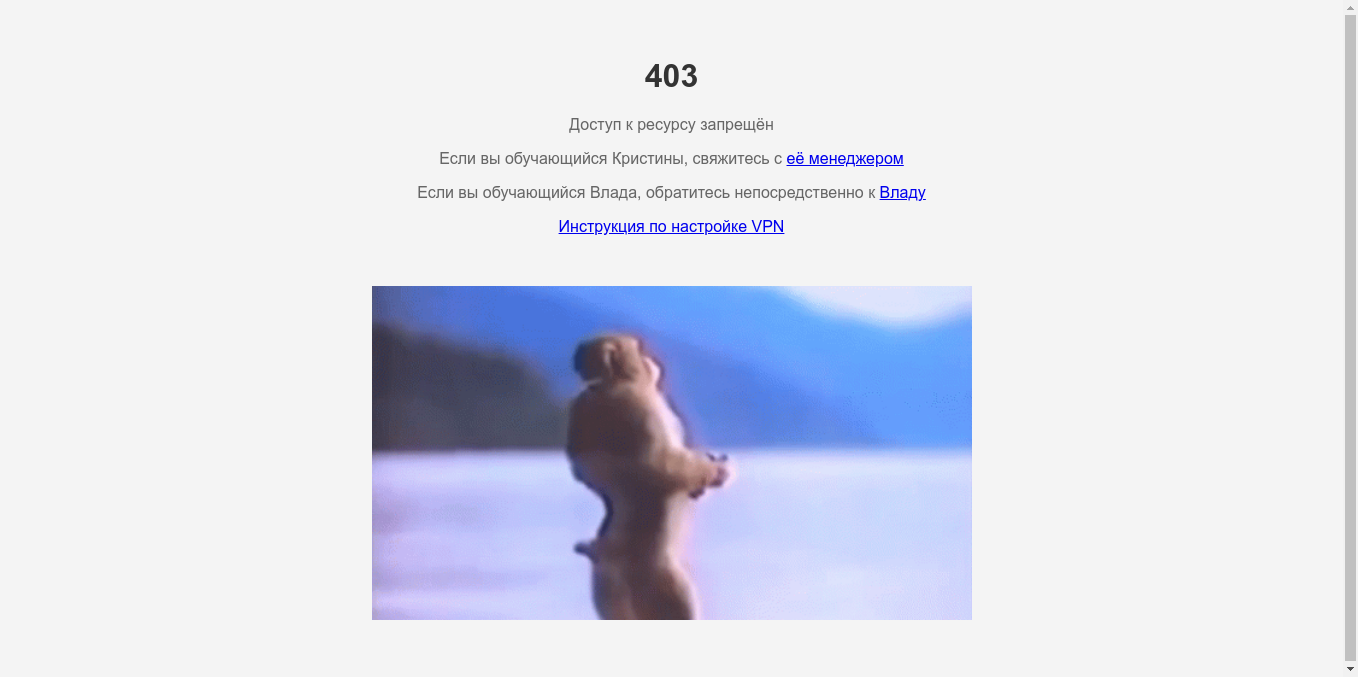 403
Доступ к ресурсу запрещён
Если вы обучающийся Кристины, свяжитесь с её менеджером
Если вы обучающийся Влада, обратитесь непосредственно к Владу
Инструкция по настройке VPN